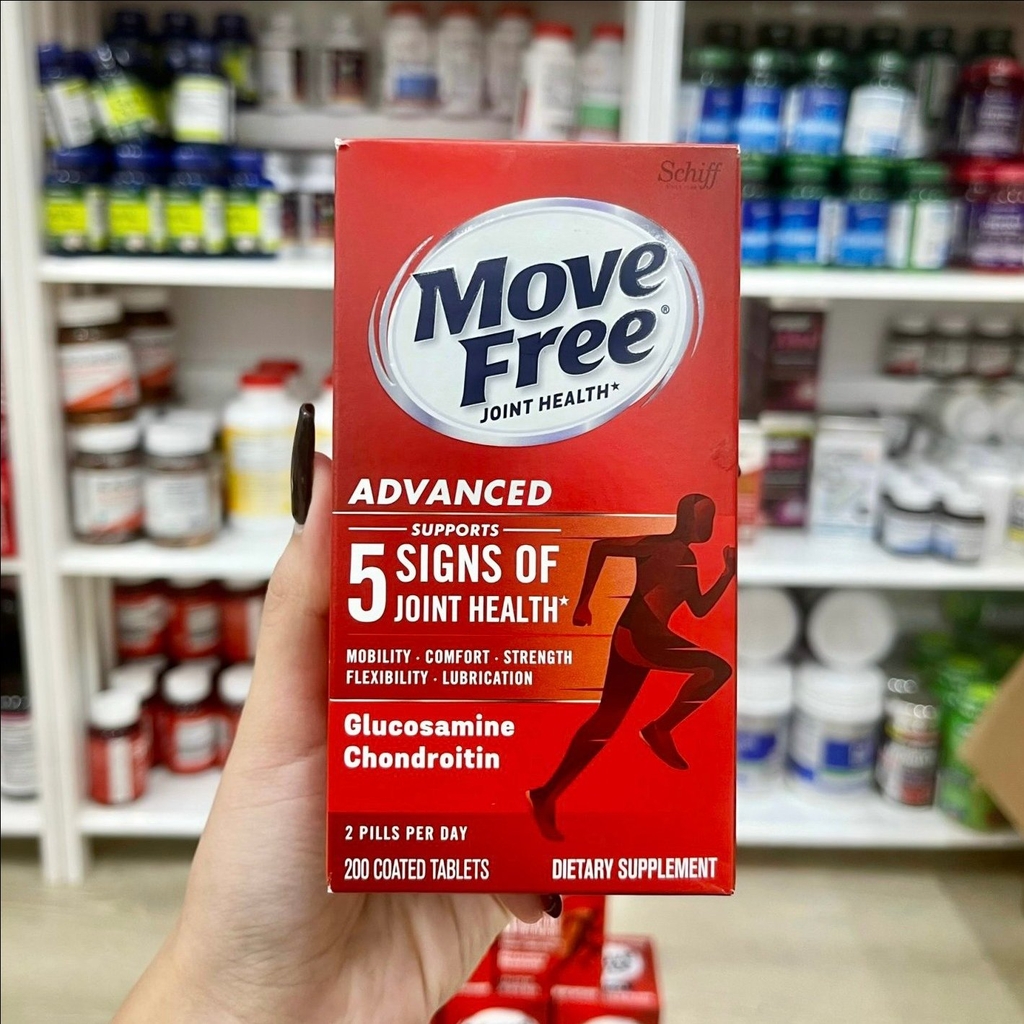 Schiff
Move
Free®
JOINT HEALTH*
ADVANCED
SUPPORTS
5 SIGNS OF
JOINT HEALTH*
MOBILITY · COMFORT · STRENGTH
FLEXIBILITY · LUBRICATION
Glucosamine
Chondroitin
2 PILLS PER DAY
200 COATED TABLETS
DIETARY SUPPLEMENT